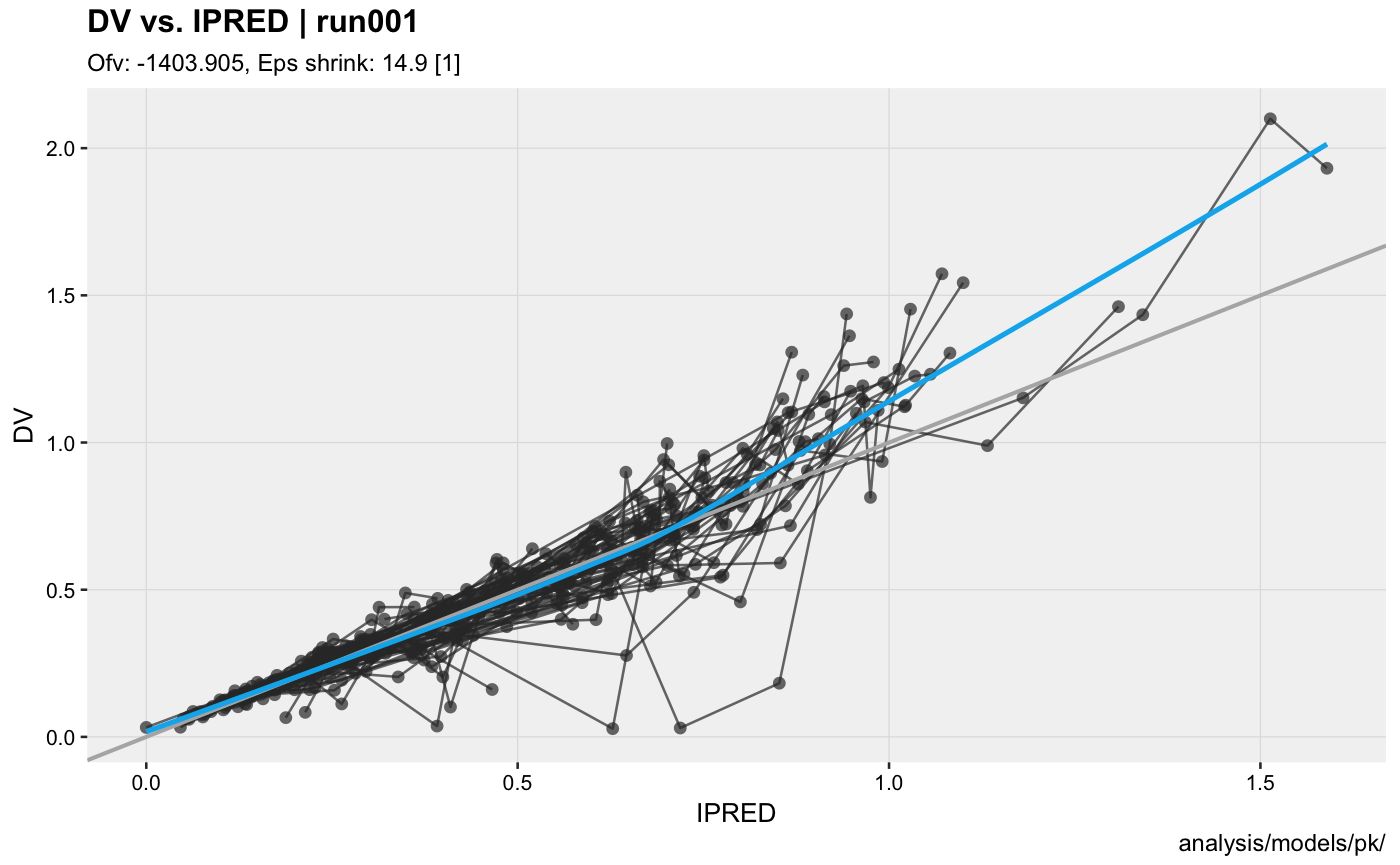 DV vs. IPRED | run001
Ofv: -1403.905, Eps shrink: 14.9 [1]
2.0
1.5
1.0
0.5
0.0
DV
0.0 0.5 1.0 1.5
IPRED
analysis/models/pk/